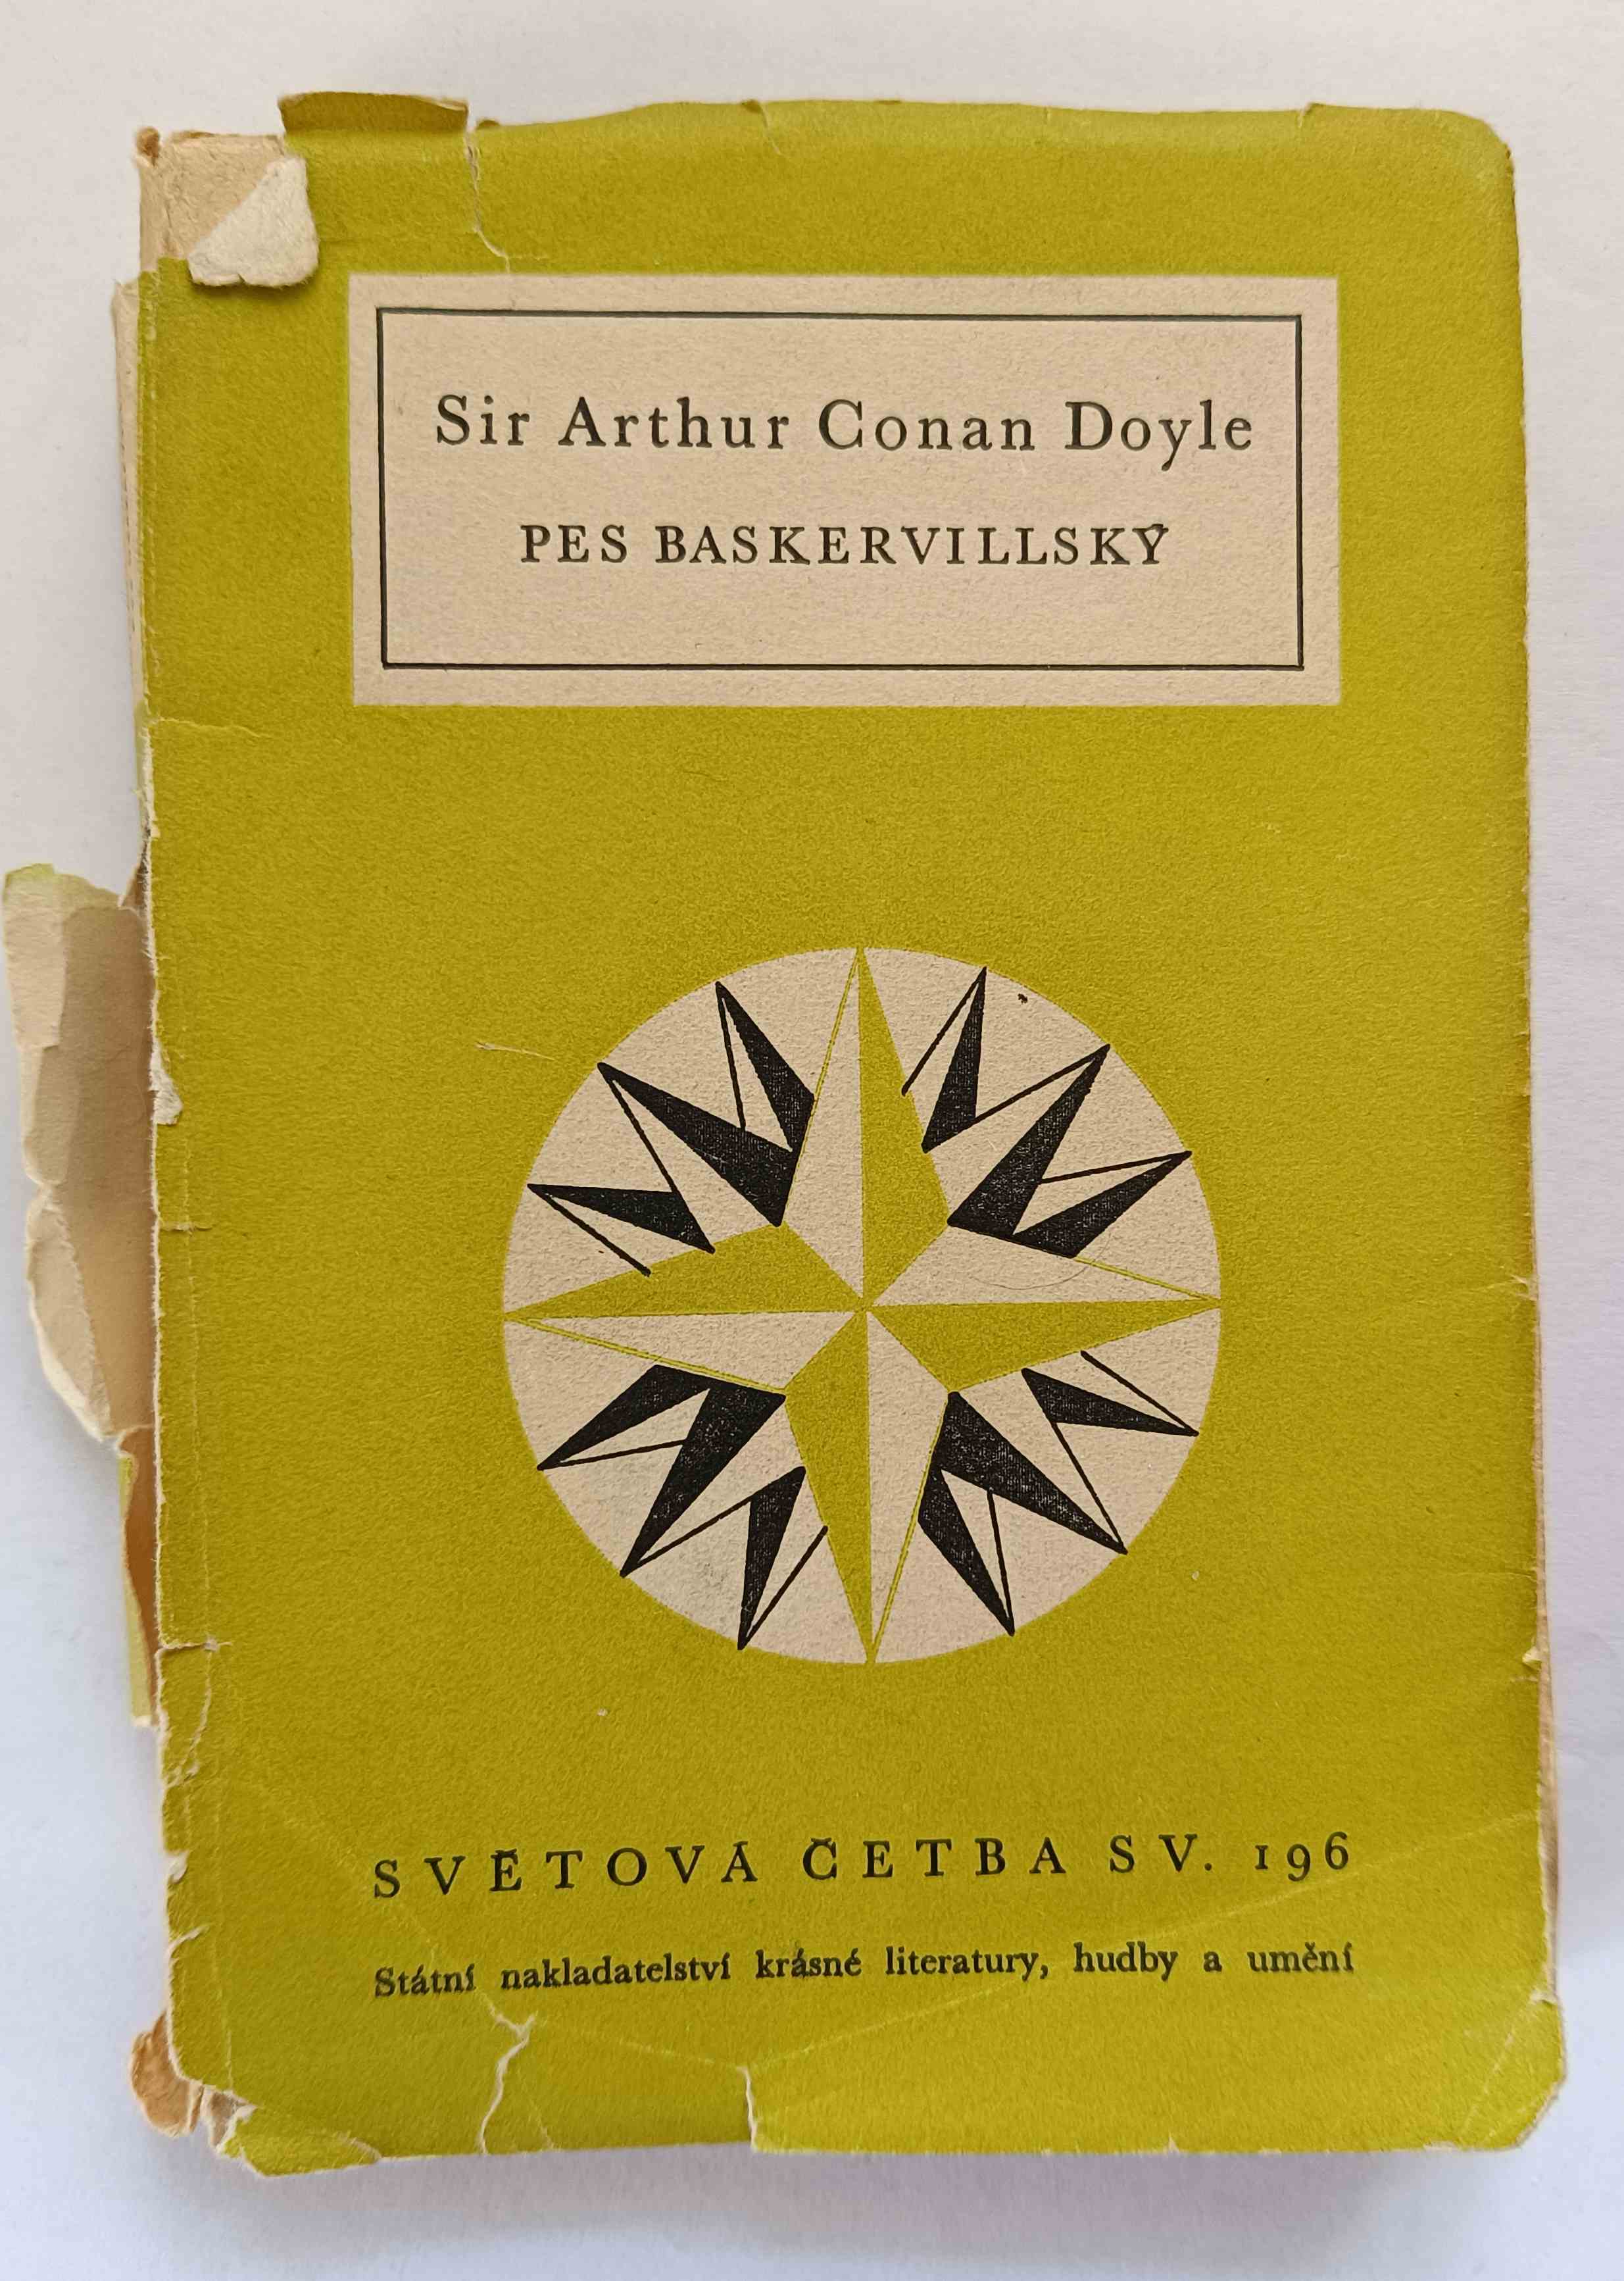 Sir Arthur Conan Doyle
PES BASKERVILLSKÝ
SVĚTOVÁ ČETBA SV. 196
Státní nakladatelství krásné literatury, hudby a umění